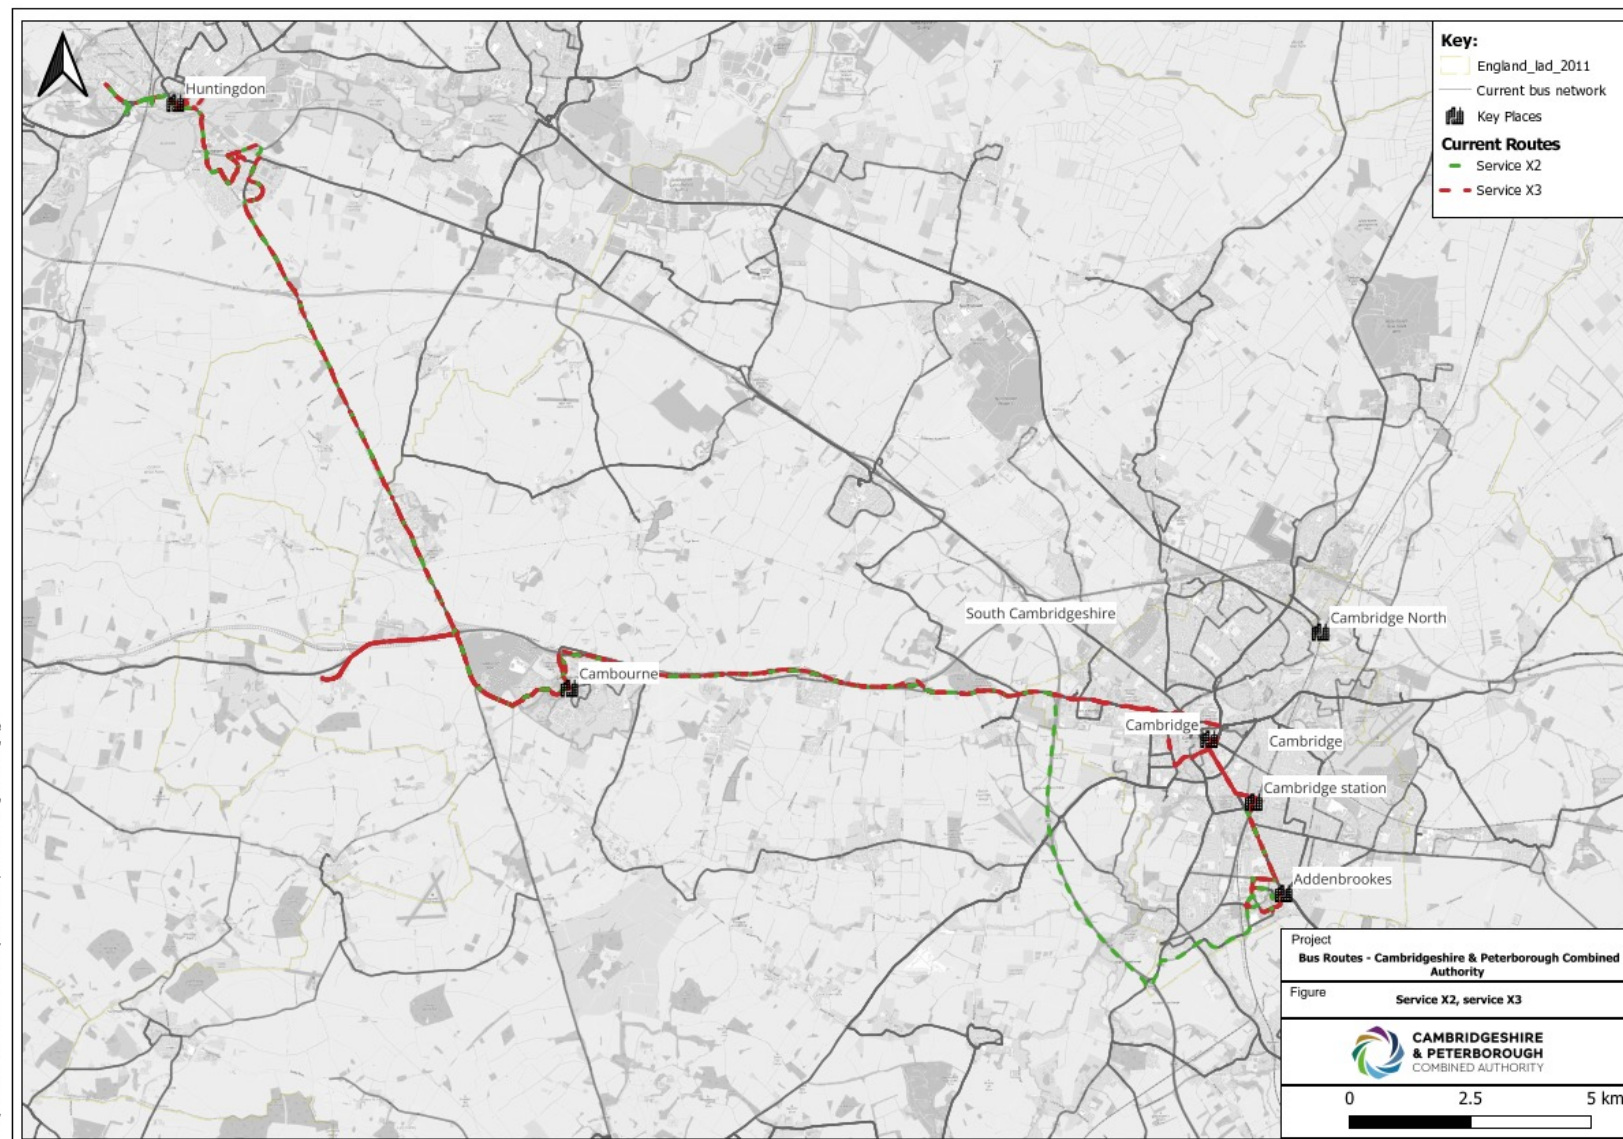 Key:
England_lad_2011
Current bus network
Key Places
Current Routes
Service X2
Service X3
Huntingdon
South Cambridgeshire
Cambridge North
Cambourne
Cambridge
Cambridge
Cambridge station
Addenbrookes
Project
Bus Routes - Cambridgeshire & Peterborough Combined
Authority
Figure
Service X2, service X3
CAMBRIDGESHIRE
& PETERBOROUGH
COMBINED AUTHORITY
0 2.5 5 km